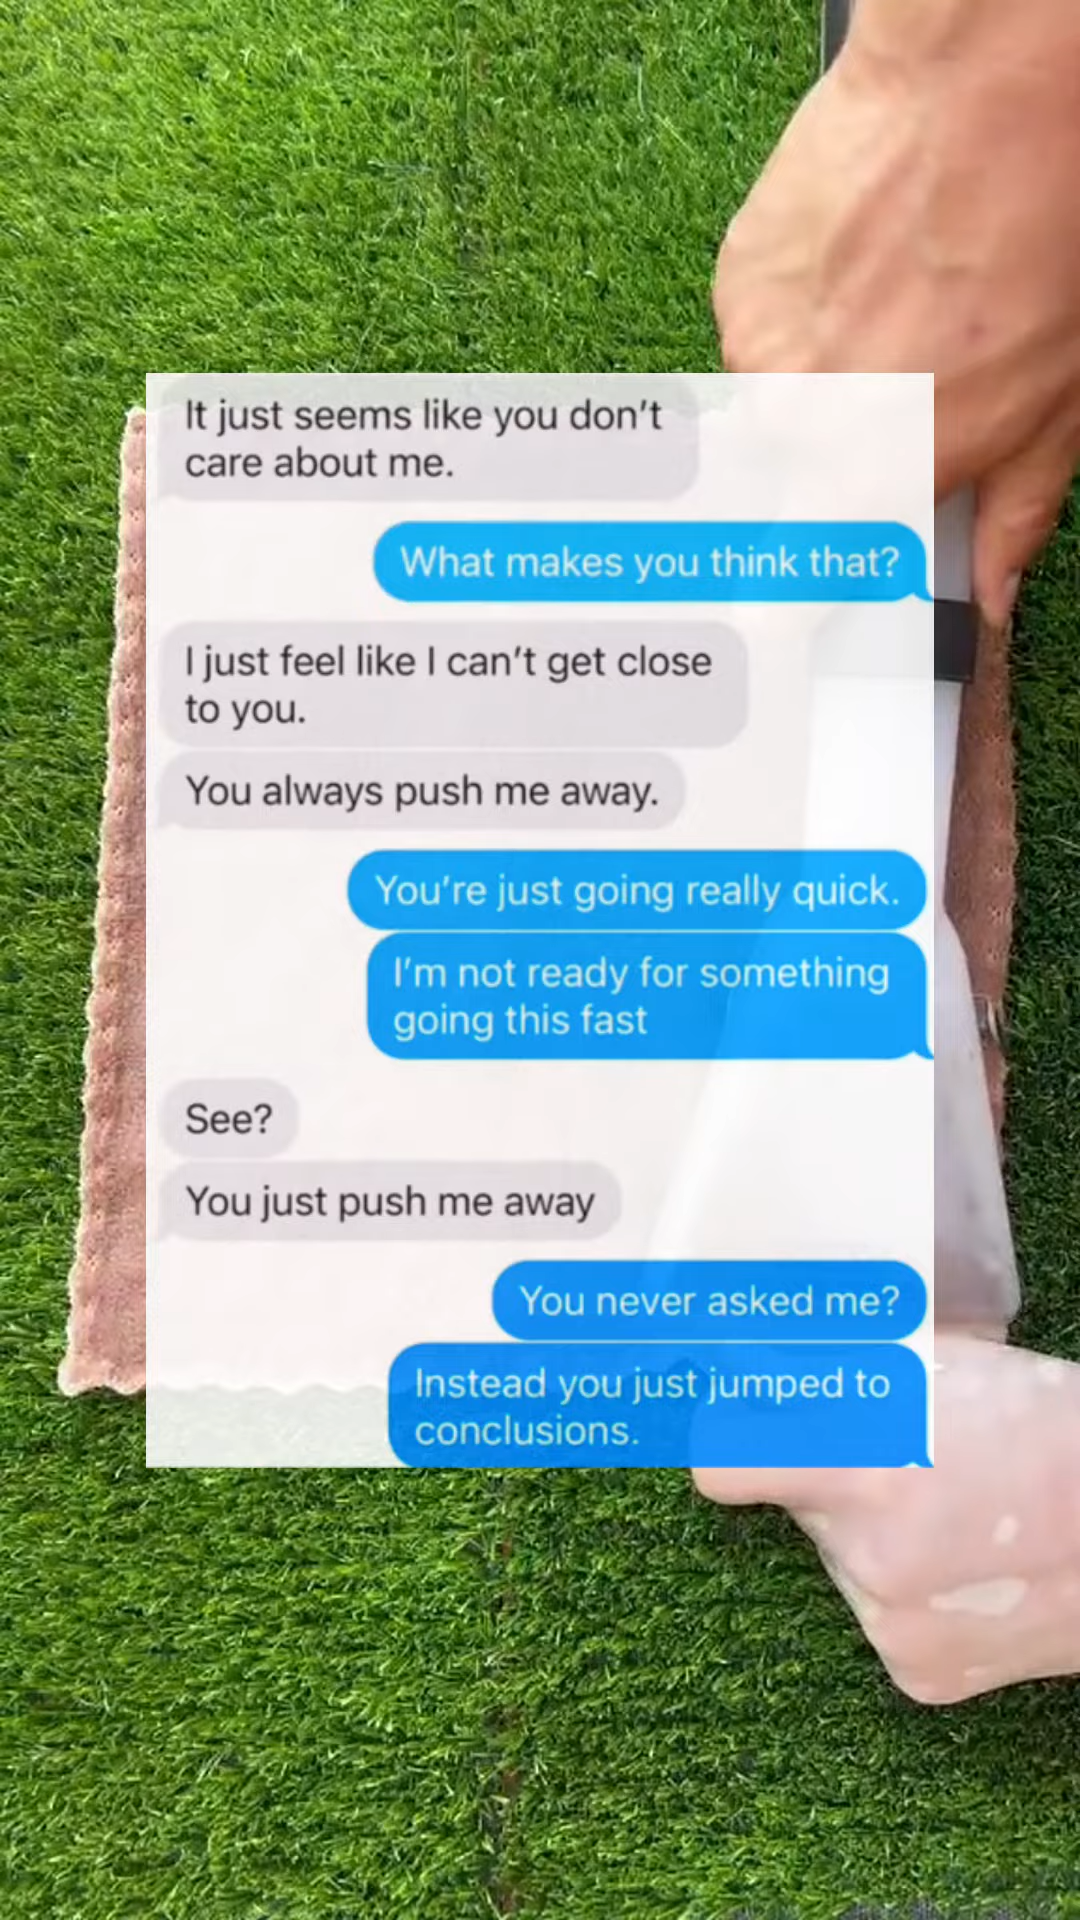 It just seems like you don't
care about me.
What makes you think that?
I just feel like I can't get close
to you.
You always push me away.
You're just going really quick.
I'm not ready for something
going this fast
See?
You just push me away
You never asked me?
Instead you just jumped to
conclusions.